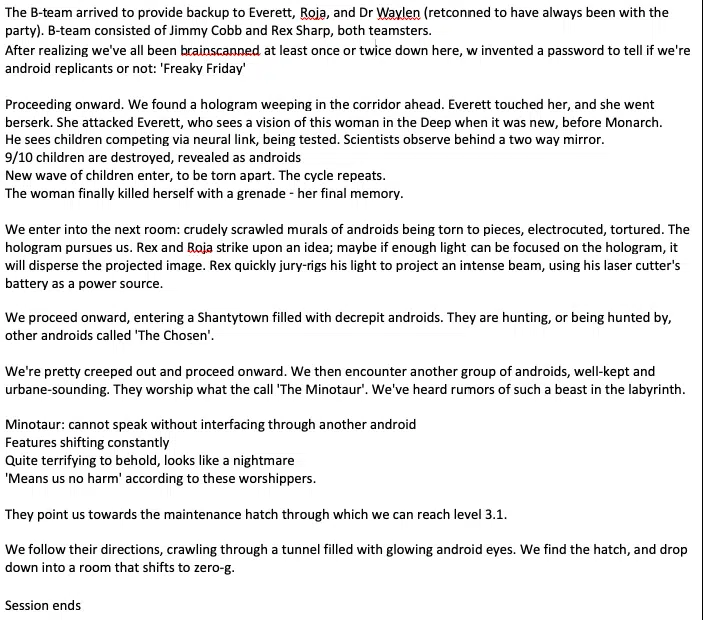 The B-team arrived to provide backup to Everett, Roja, and Dr Waylen (retconned to have always been with the
party). B-team consisted of Jimmy Cobb and Rex Sharp, both teamsters.
After realizing we've all been brainscanned at least once or twice down here, w invented a password to tell if we're
android replicants or not: 'Freaky Friday'
Proceeding onward. We found a hologram weeping in the corridor ahead. Everett touched her, and she went
berserk. She attacked Everett, who sees a vision of this woman in the Deep when it was new, before Monarch.
He sees children competing via neural link, being tested. Scientists observe behind a two way mirror.
9/10 children are destroyed, revealed as androids
New wave of children enter, to be torn apart. The cycle repeats.
The woman finally killed herself with a grenade - her final memory.
We enter into the next room: crudely scrawled murals of androids being torn to pieces, electrocuted, tortured. The
hologram pursues us. Rex and Roja strike upon an idea; maybe if enough light can be focused on the hologram, it
will disperse the projected image. Rex quickly jury-rigs his light to project an intense beam, using his laser cutter's
battery as a power source.
We proceed onward, entering a Shantytown filled with decrepit androids. They are hunting, or being hunted by,
other androids called 'The Chosen'.
We're pretty creeped out and proceed onward. We then encounter another group of androids, well-kept and
urbane-sounding. They worship what the call 'The Minotaur'. We've heard rumors of such a beast in the labyrinth.
Minotaur: cannot speak without interfacing through another android
Features shifting constantly
Quite terrifying to behold, looks like a nightmare
'Means us no harm' according to these worshippers.
They point us towards the maintenance hatch through which we can reach level 3.1.
We follow their directions, crawling through a tunnel filled with glowing android eyes. We find the hatch, and drop
down into a room that shifts to zero-g.
Session ends